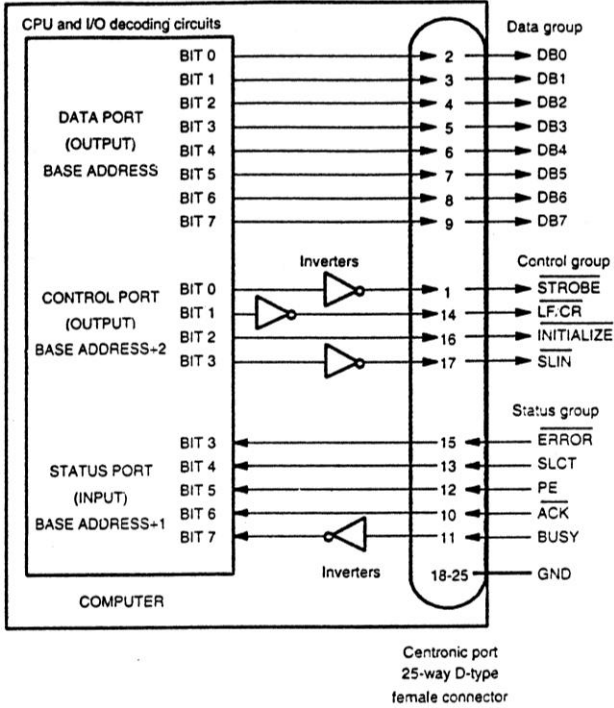 CPU and I/O decoding circuits
Data group
BIT 0 2 DB0
BIT 1 3 DB1
BIT 2 4 DB2
DATA PORT
BIT 3 5 DB3
(OUTPUT)
BIT 4 6 DB4
BASE ADDRESS
BIT 5 7 DB5
BIT 6 8 DB6
BIT 7 9 DB7
Inverters
Control group
BIT 0 1 STROBE
CONTROL PORT
BIT 1 14 LF/CR
(OUTPUT)
BIT 2 16 INITIALIZE
BASE ADDRESS+2
BIT 3 17 SLIN
Status group
BIT 3 15 ERROR
STATUS PORT
BIT 4 13 SLCT
(INPUT)
BIT 5 12 PE
BIT 6 10 ACK
BASE ADDRESS+1
BIT 7 11 BUSY
Inverters
18-25 GND
COMPUTER
Centronic port
25-way D-type
female connector